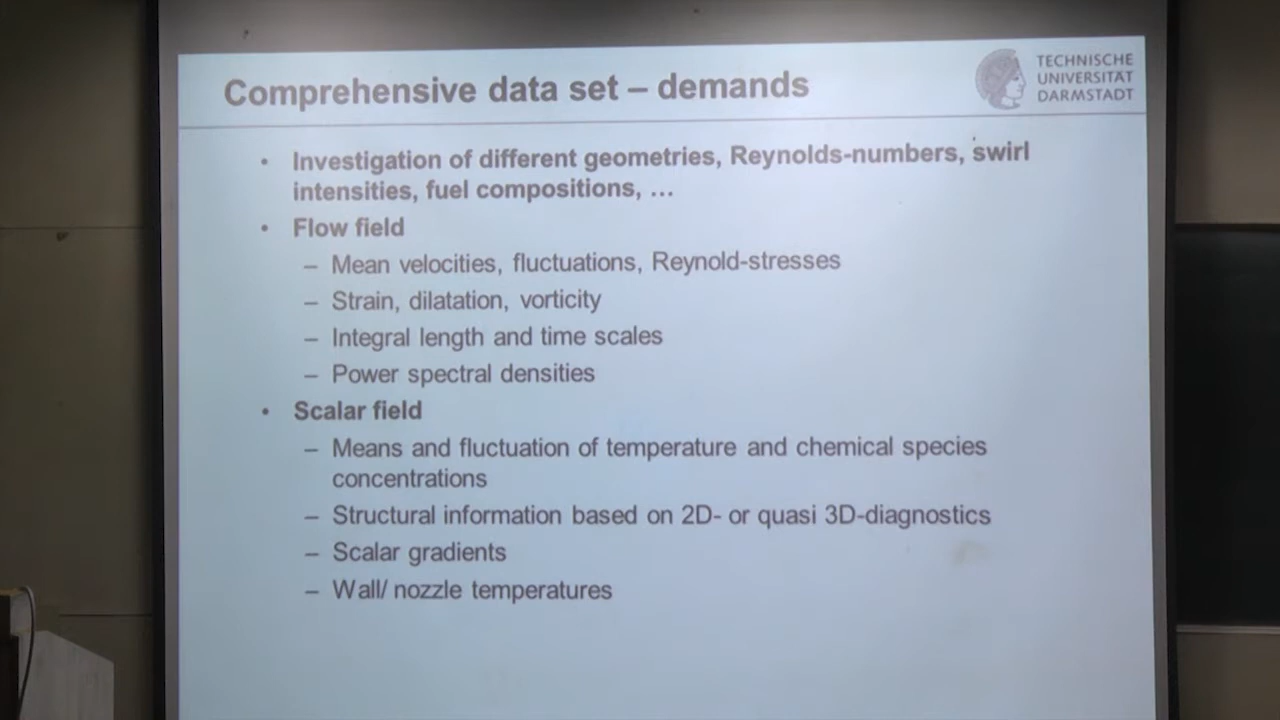 Comprehensive data set – demands
TECHNISCHE
UNIVERSITÄT
DARMSTADT
• Investigation of different geometries, Reynolds-numbers, swirl
intensities, fuel compositions, …
• Flow field
– Mean velocities, fluctuations, Reynold-stresses
– Strain, dilatation, vorticity
– Integral length and time scales
– Power spectral densities
• Scalar field
– Means and fluctuation of temperature and chemical species
concentrations
– Structural information based on 2D- or quasi 3D-diagnostics
– Scalar gradients
– Wall/ nozzle temperatures